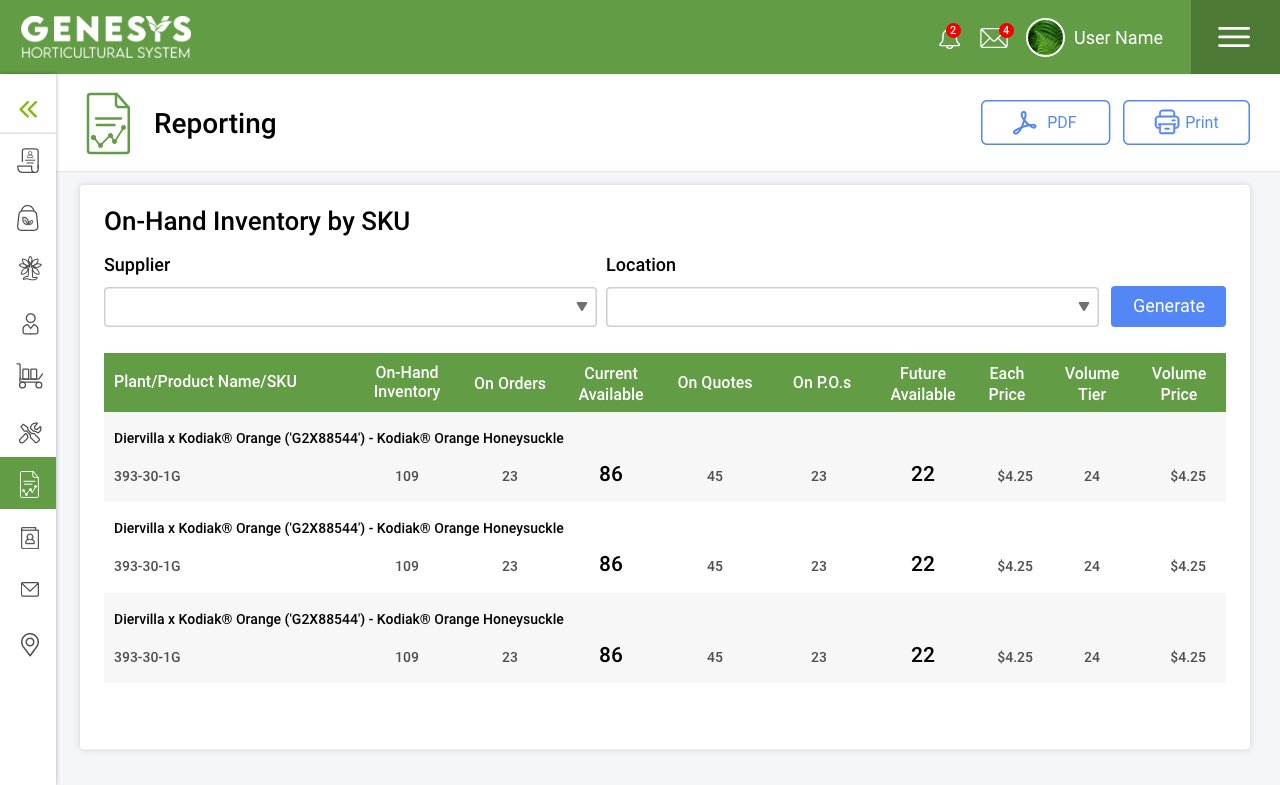 GENESYS
HORTICULTURAL SYSTEM
2
4
User Name
Reporting
PDF
Print
On-Hand Inventory by SKU
Supplier
Location
Generate
Plant/Product Name/SKU
On-Hand
Inventory
On Orders
Current
Available
On Quotes
On P.O.s
Future
Available
Each
Price
Volume
Tier
Volume
Price
Diervilla x Kodiak® Orange ('G2X88544') - Kodiak® Orange Honeysuckle
393-30-1G 109 23 86 45 23 22 $4.25 24 $4.25
Diervilla x Kodiak® Orange ('G2X88544') - Kodiak® Orange Honeysuckle
393-30-1G 109 23 86 45 23 22 $4.25 24 $4.25
Diervilla x Kodiak® Orange ('G2X88544') - Kodiak® Orange Honeysuckle
393-30-1G 109 23 86 45 23 22 $4.25 24 $4.25